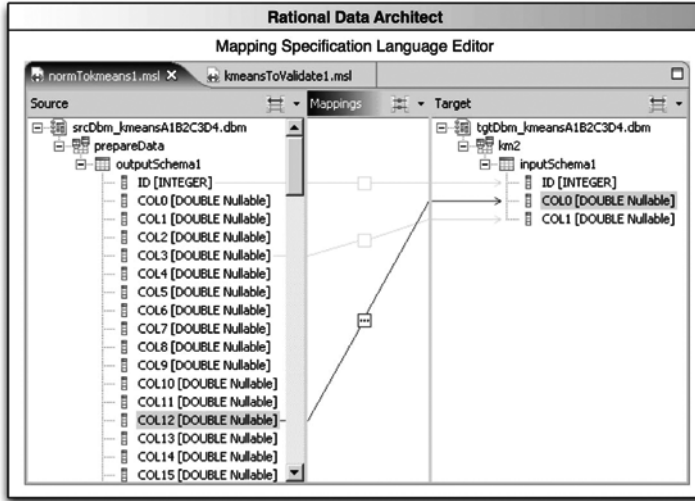 Rational Data Architect
Mapping Specification Language Editor
normTokmeans1.msl
kmeansToValidate1.msl
Source
Mappings
Target
srcDbm_kmeansA1B2C3D4.dbm
prepareData
outputSchema1
ID [INTEGER]
COL0 [DOUBLE Nullable]
COL1 [DOUBLE Nullable]
COL2 [DOUBLE Nullable]
COL3 [DOUBLE Nullable]
COL4 [DOUBLE Nullable]
COL5 [DOUBLE Nullable]
COL6 [DOUBLE Nullable]
COL7 [DOUBLE Nullable]
COL8 [DOUBLE Nullable]
COL9 [DOUBLE Nullable]
COL10 [DOUBLE Nullable]
COL11 [DOUBLE Nullable]
COL12 [DOUBLE Nullable]
COL13 [DOUBLE Nullable]
COL14 [DOUBLE Nullable]
COL15 [DOUBLE Nullable]
tgtDbm_kmeansA1B2C3D4.dbm
km2
inputSchema1
ID [INTEGER]
COL0 [DOUBLE Nullable]
COL1 [DOUBLE Nullable]